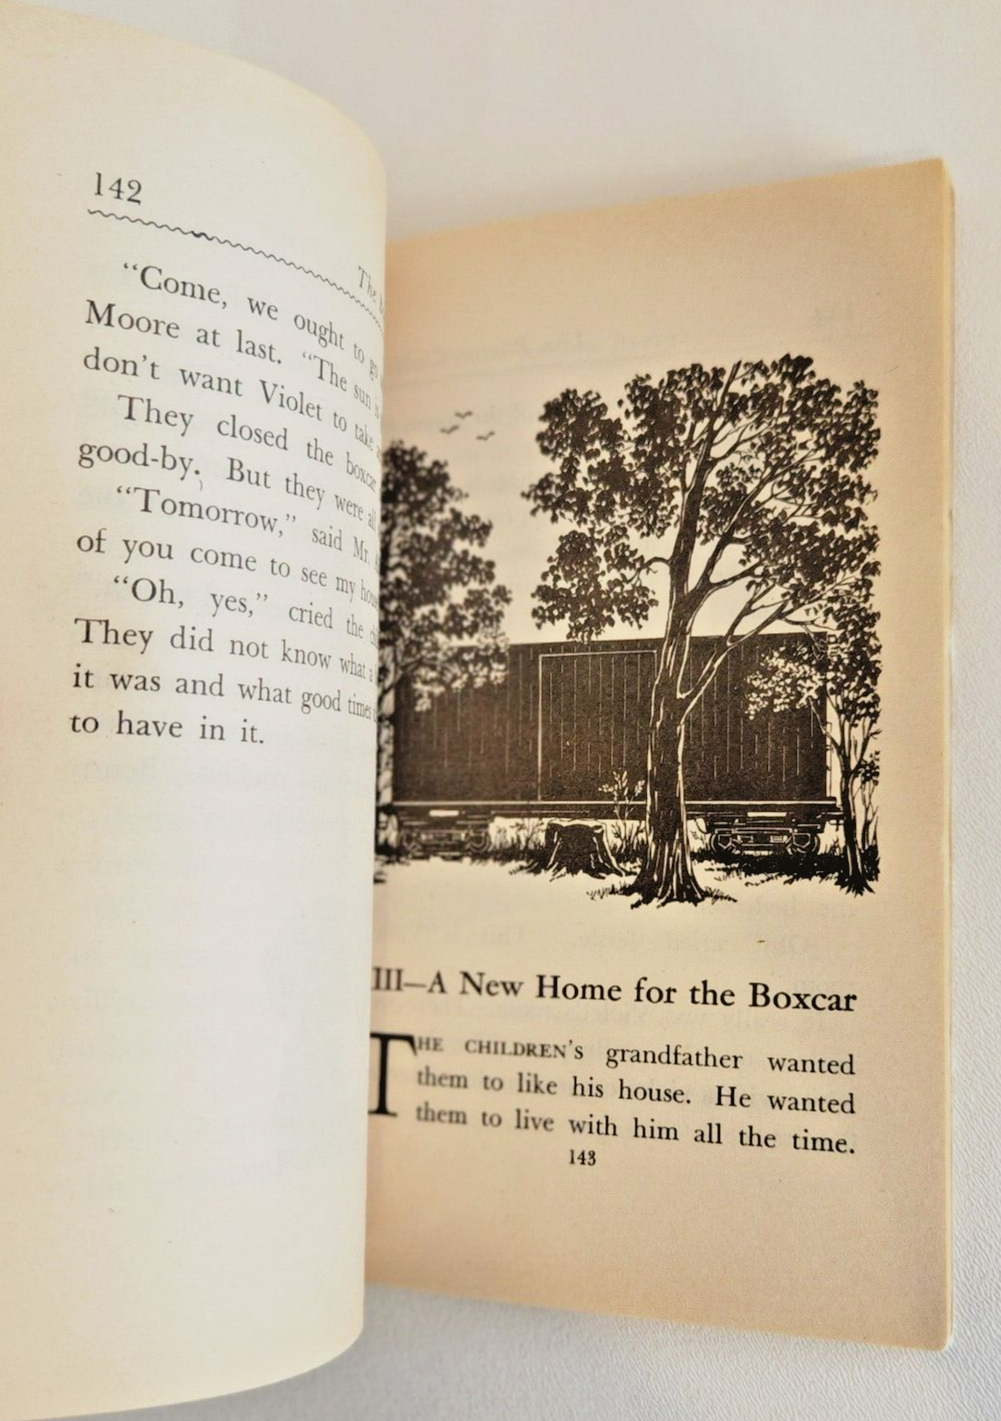 142
The
"Come, we ought to go
Moore at last. "The sun is
don't want Violet to take
They closed the boxcar
good-by. But they were all
"Tomorrow," said Mr.
of you come to see my
"Oh, yes," cried the
They did not know what a
it was and what good times
to have in it.
III—A New Home for the Boxcar
THE CHILDREN'S grandfather wanted
them to like his house. He wanted
them to live with him all the time.
143